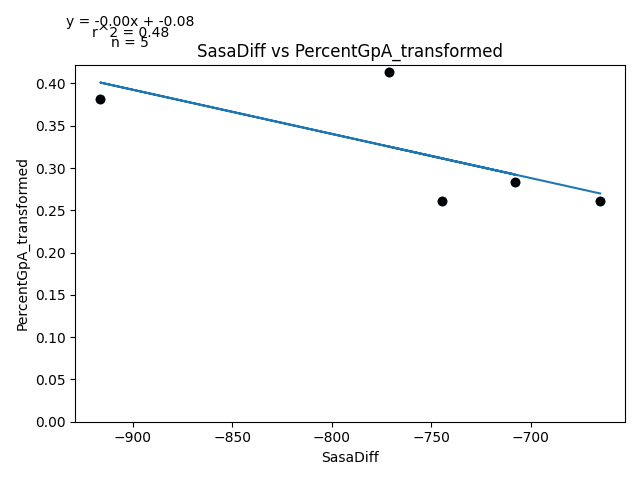 y = -0.00x + -0.08
r^2 = 0.48
n = 5
SasaDiff vs PercentGpA_transformed
PercentGpA_transformed
0.40
0.35
0.30
0.25
0.20
0.15
0.10
0.05
0.00
−900 −850 −800 −750 −700
SasaDiff